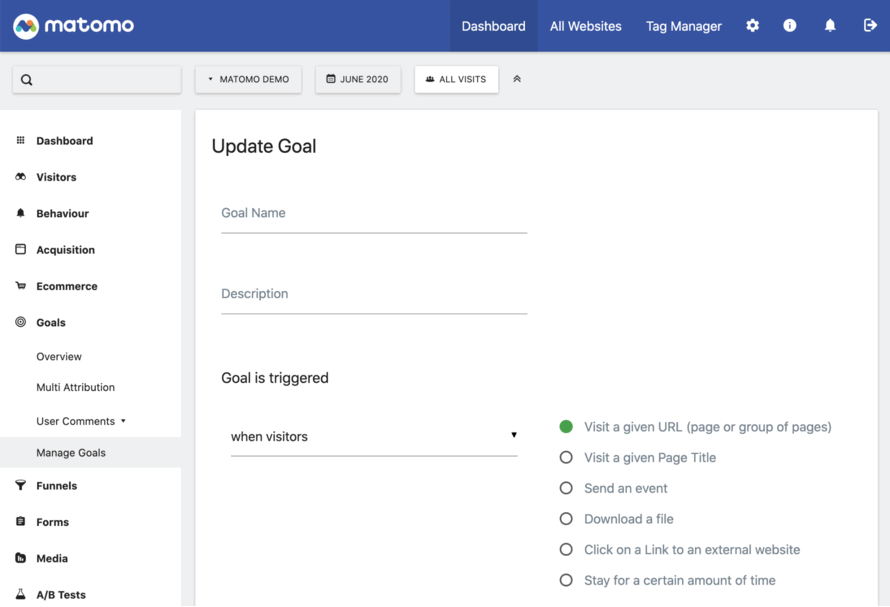 matomo
Dashboard
All Websites
Tag Manager
MATOMO DEMO
JUNE 2020
ALL VISITS
Dashboard
Visitors
Behaviour
Acquisition
Ecommerce
Goals
Overview
Multi Attribution
User Comments
Manage Goals
Funnels
Forms
Media
A/B Tests
Update Goal
Goal Name
Description
Goal is triggered
when visitors
Visit a given URL (page or group of pages)
Visit a given Page Title
Send an event
Download a file
Click on a Link to an external website
Stay for a certain amount of time